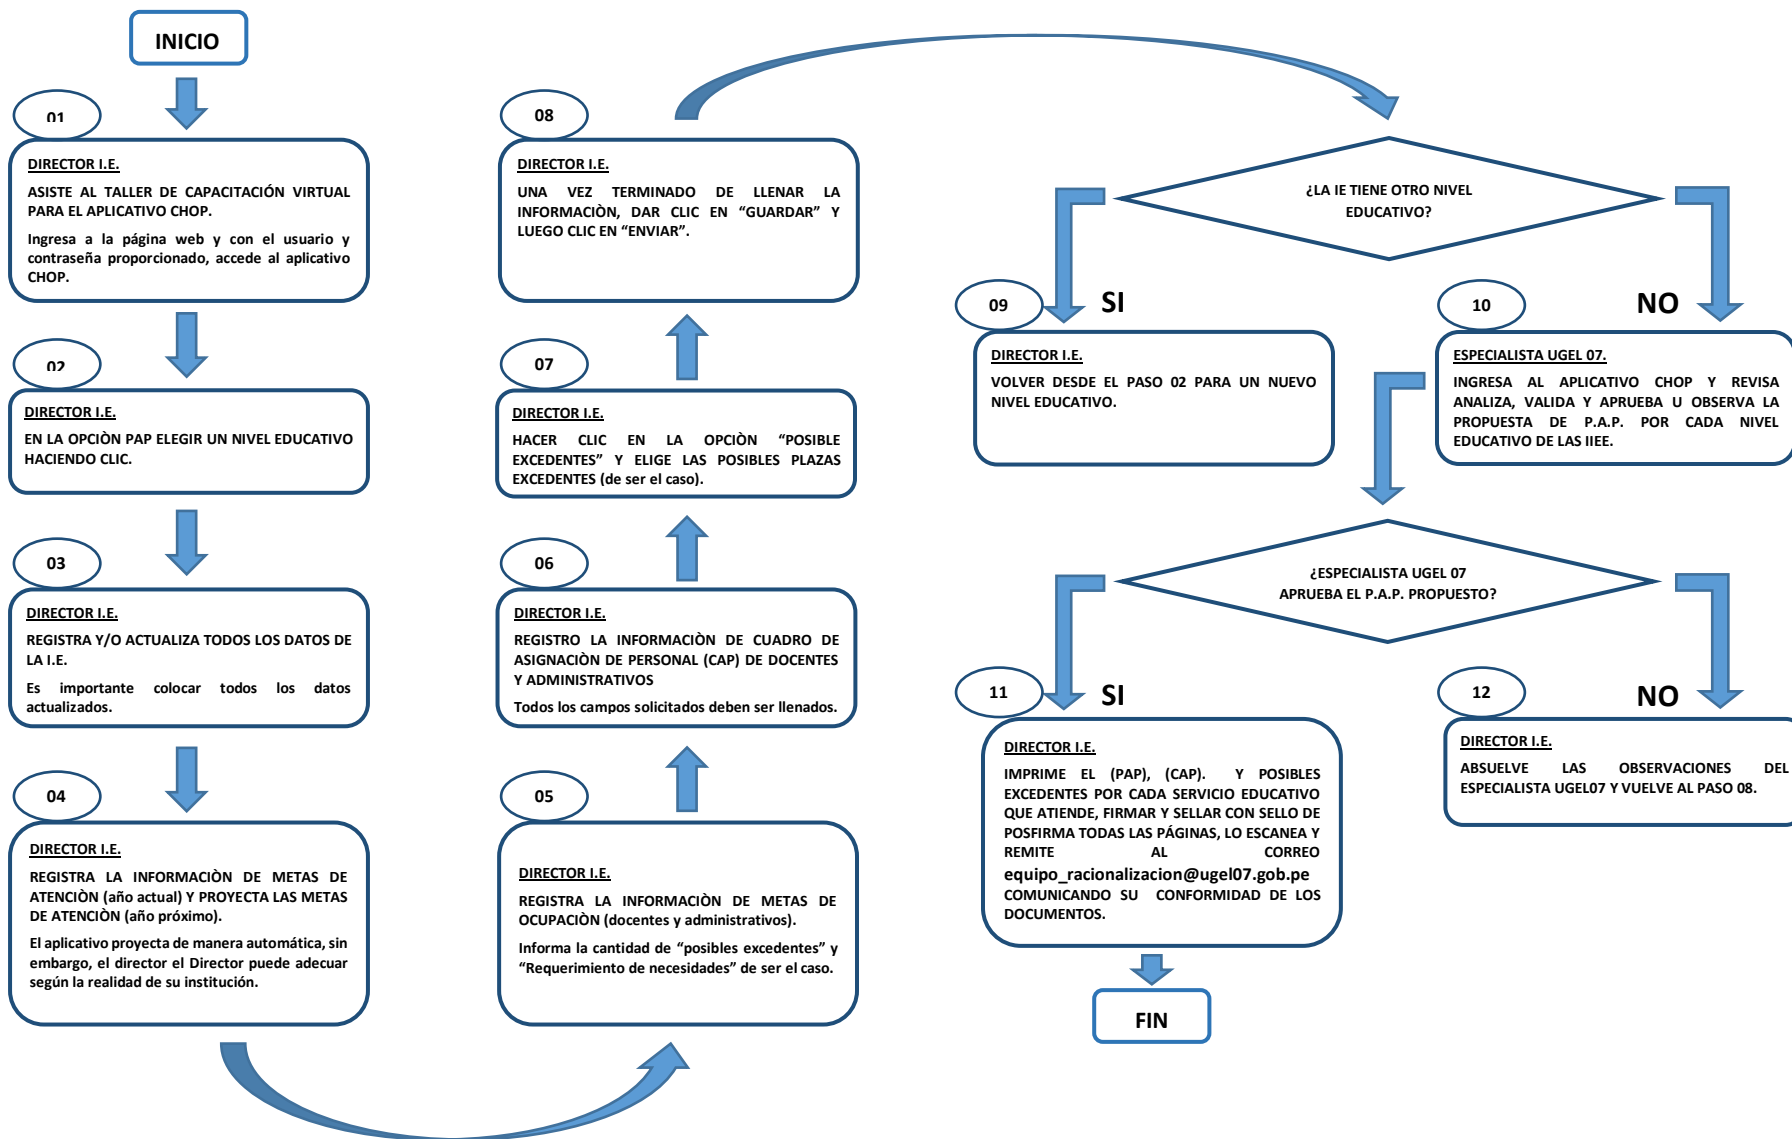 INICIO
01
DIRECTOR I.E.
ASISTE AL TALLER DE CAPACITACIÓN VIRTUAL
PARA EL APLICATIVO CHOP.
Ingresa a la página web y con el usuario y
contraseña proporcionado, accede al aplicativo
CHOP.
02
DIRECTOR I.E.
EN LA OPCIÒN PAP ELEGIR UN NIVEL EDUCATIVO
HACIENDO CLIC.
03
DIRECTOR I.E.
REGISTRA Y/O ACTUALIZA TODOS LOS DATOS DE
LA I.E.
Es importante colocar todos los datos
actualizados.
04
DIRECTOR I.E.
REGISTRA LA INFORMACIÒN DE METAS DE
ATENCIÒN (año actual) Y PROYECTA LAS METAS
DE ATENCIÒN (año próximo).
El aplicativo proyecta de manera automática, sin
embargo, el director el Director puede adecuar
según la realidad de su institución.
05
DIRECTOR I.E.
REGISTRA LA INFORMACIÒN DE METAS DE
OCUPACIÒN (docentes y administrativos).
Informa la cantidad de “posibles excedentes” y
“Requerimiento de necesidades” de ser el caso.
06
DIRECTOR I.E.
REGISTRO LA INFORMACIÒN DE CUADRO DE
ASIGNACIÒN DE PERSONAL (CAP) DE DOCENTES
Y ADMINISTRATIVOS
Todos los campos solicitados deben ser llenados.
07
DIRECTOR I.E.
HACER CLIC EN LA OPCIÒN “POSIBLE
EXCEDENTES” Y ELIGE LAS POSIBLES PLAZAS
EXCEDENTES (de ser el caso).
08
DIRECTOR I.E.
UNA VEZ TERMINADO DE LLENAR LA
INFORMACIÒN, DAR CLIC EN “GUARDAR” Y
LUEGO CLIC EN “ENVIAR”.
¿LA IE TIENE OTRO NIVEL
EDUCATIVO?
09
SI
DIRECTOR I.E.
VOLVER DESDE EL PASO 02 PARA UN NUEVO
NIVEL EDUCATIVO.
10
NO
ESPECIALISTA UGEL 07.
INGRESA AL APLICATIVO CHOP Y REVISA
ANALIZA, VALIDA Y APRUEBA U OBSERVA LA
PROPUESTA DE P.A.P. POR CADA NIVEL
EDUCATIVO DE LAS IIEE.
¿ESPECIALISTA UGEL 07
APRUEBA EL P.A.P. PROPUESTO?
11
SI
DIRECTOR I.E.
IMPRIME EL (PAP), (CAP). Y POSIBLES
EXCEDENTES POR CADA SERVICIO EDUCATIVO
QUE ATIENDE, FIRMAR Y SELLAR CON SELLO DE
POSFIRMA TODAS LAS PÁGINAS, LO ESCANEA Y
REMITE AL CORREO
equipo_racionalizacion@ugel07.gob.pe
COMUNICANDO SU CONFORMIDAD DE LOS
DOCUMENTOS.
12
NO
DIRECTOR I.E.
ABSUELVE LAS OBSERVACIONES DEL
ESPECIALISTA UGEL07 Y VUELVE AL PASO 08.
FIN